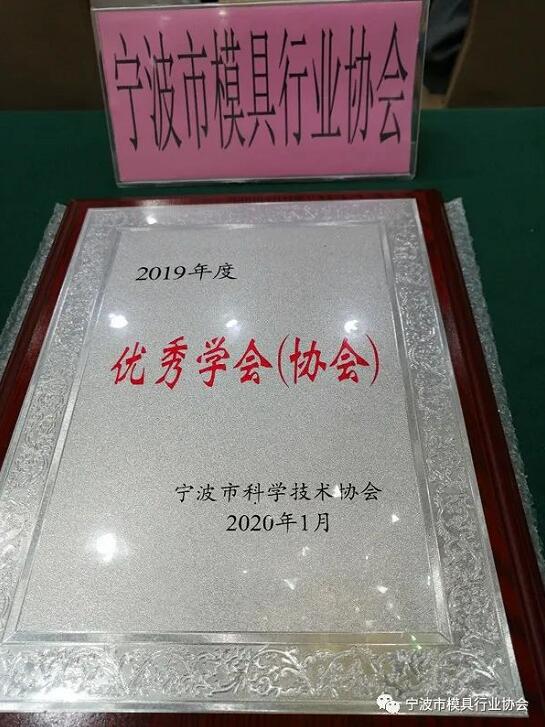 宁波市模具行业协会
2019年度
优秀学会(协会)
宁波市科学技术协会
2020年1月
宁波市模具行业协会